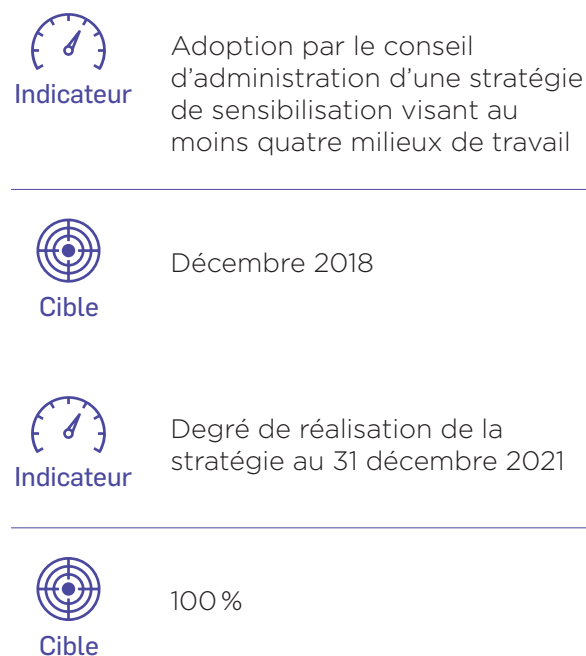 Indicateur
Adoption par le conseil
d’administration d’une stratégie
de sensibilisation visant au
moins quatre milieux de travail
Cible
Décembre 2018
Indicateur
Degré de réalisation de la
stratégie au 31 décembre 2021
Cible
100 %